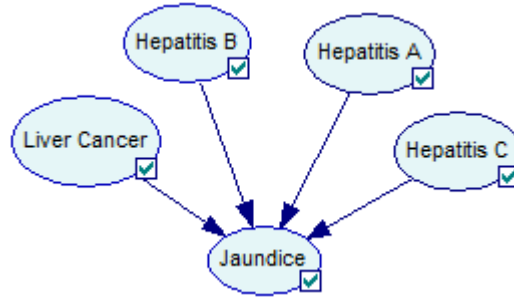 Hepatitis B
Hepatitis A
Liver Cancer
Hepatitis C
Jaundice